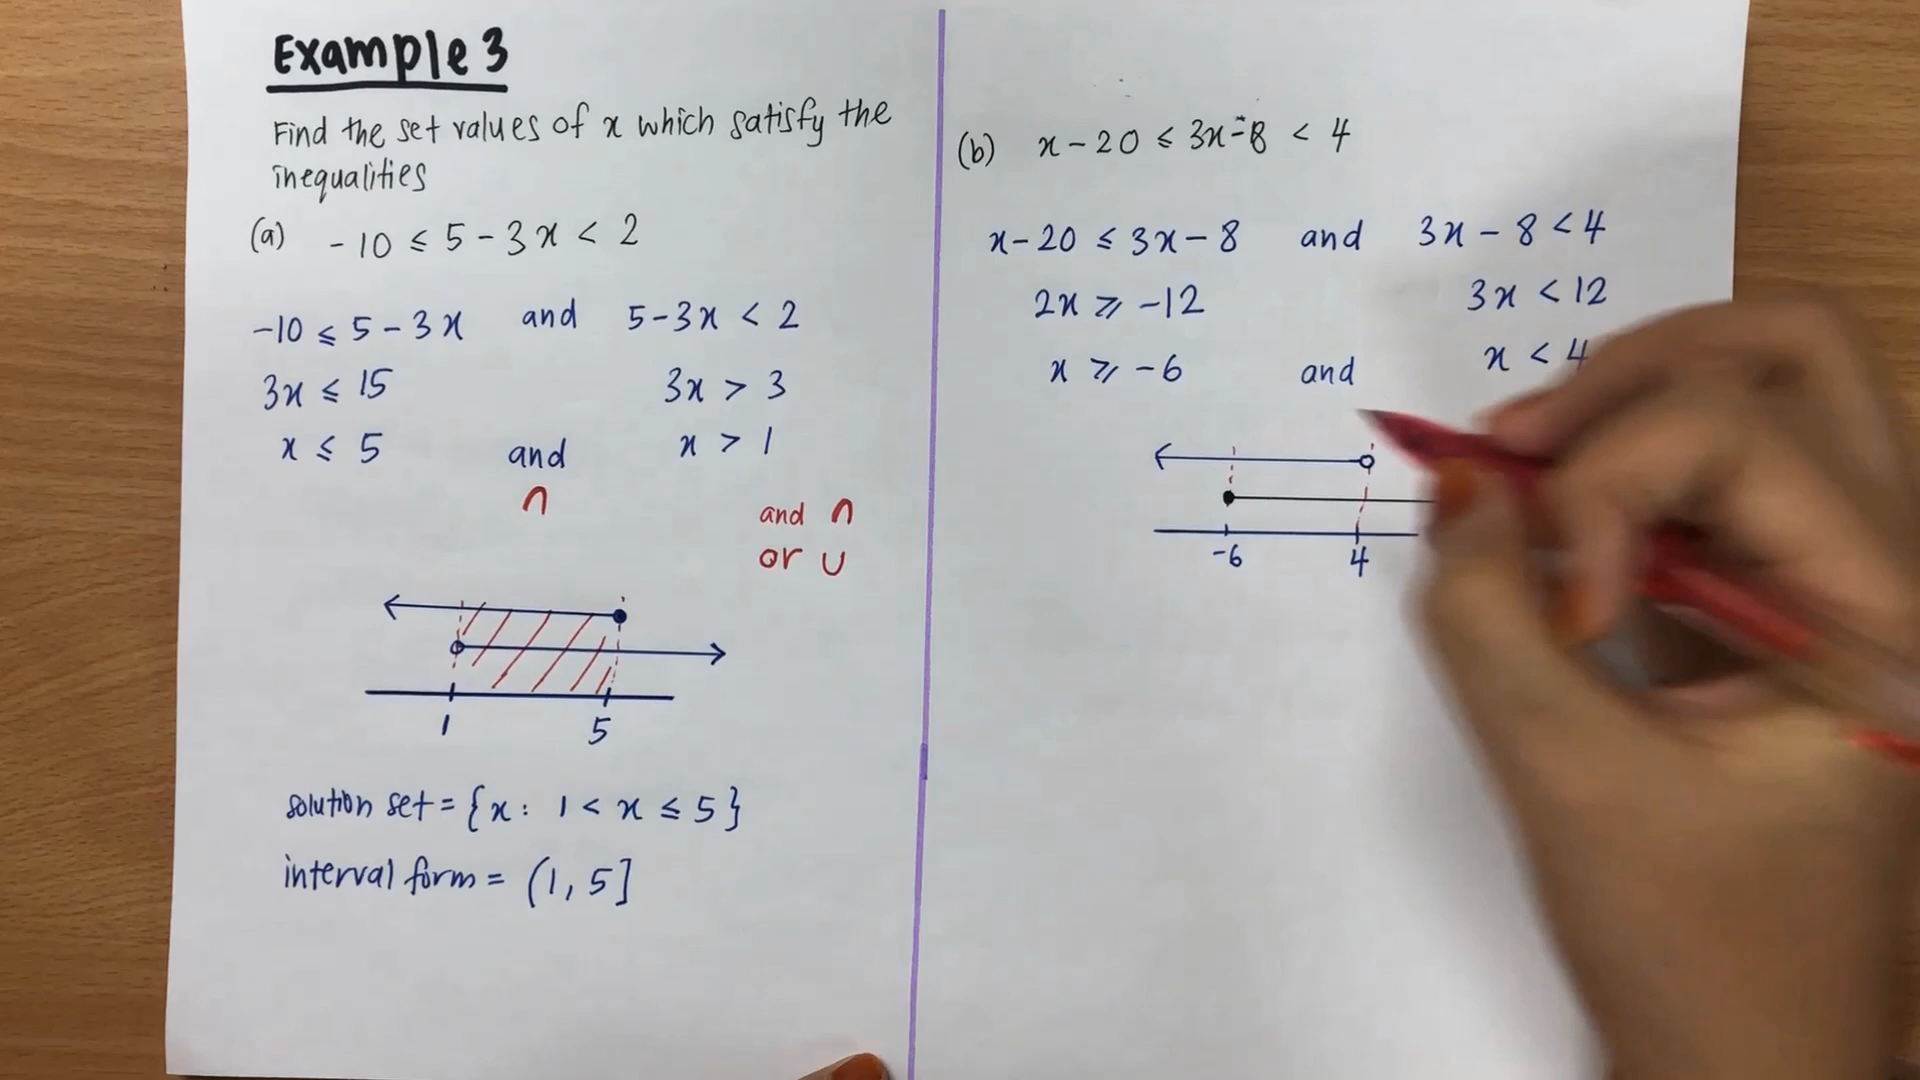 Example 3
Find the set values of x which satisfy the
inequalities
(a) -10 ≤ 5 - 3x < 2
-10 ≤ 5 - 3x and 5 - 3x < 2
3x ≤ 15 3x > 3
x ≤ 5 and x > 1
∩
and ∩
or ∪
1 5
solution set = {x : 1 < x ≤ 5}
interval form = (1, 5]
(b) x - 20 ≤ 3x - 8 < 4
x - 20 ≤ 3x - 8 and 3x - 8 < 4
2x ≥ -12 3x < 12
x ≥ -6 and x < 4
-6 4